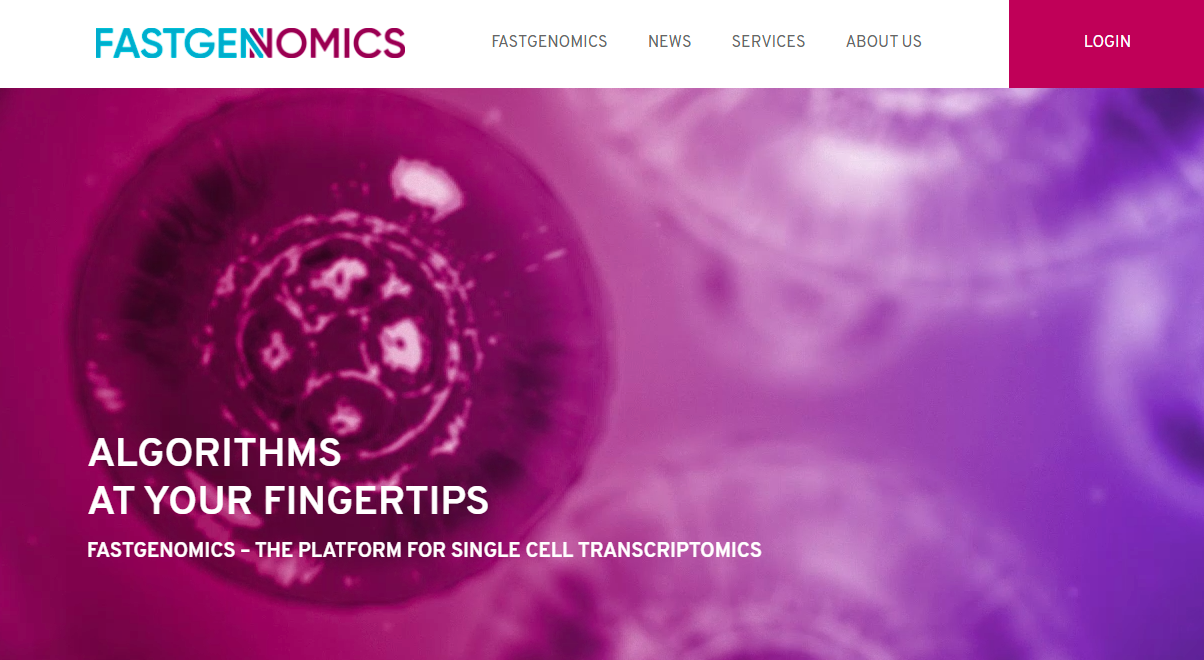 FASTGENOMICS
FASTGENOMICS
NEWS
SERVICES
ABOUT US
LOGIN
ALGORITHMS
AT YOUR FINGERTIPS
FASTGENOMICS – THE PLATFORM FOR SINGLE CELL TRANSCRIPTOMICS